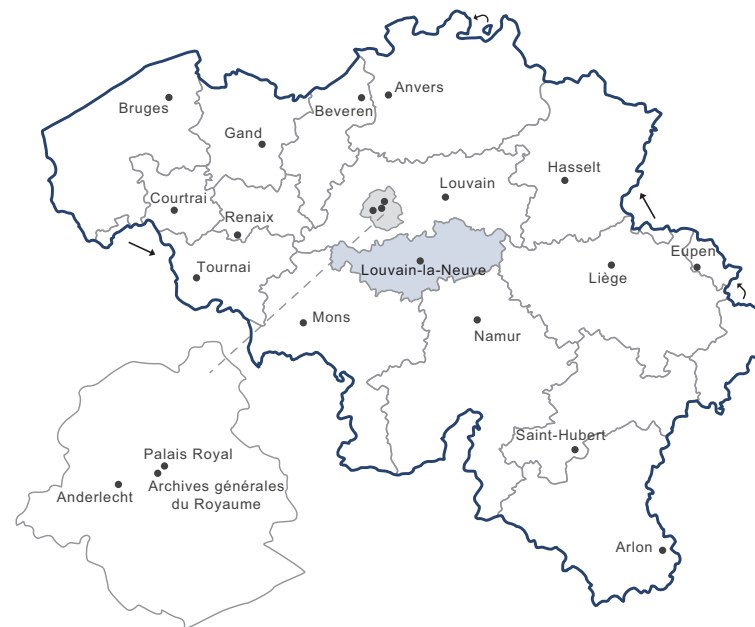 Anvers
Bruges
Beveren
Gand
Hasselt
Courtrai
Louvain
Renaix
Eupen
Tournai
Louvain-la-Neuve
Liège
Mons
Namur
Saint-Hubert
Palais Royal
Anderlecht
Archives générales
du Royaume
Arlon